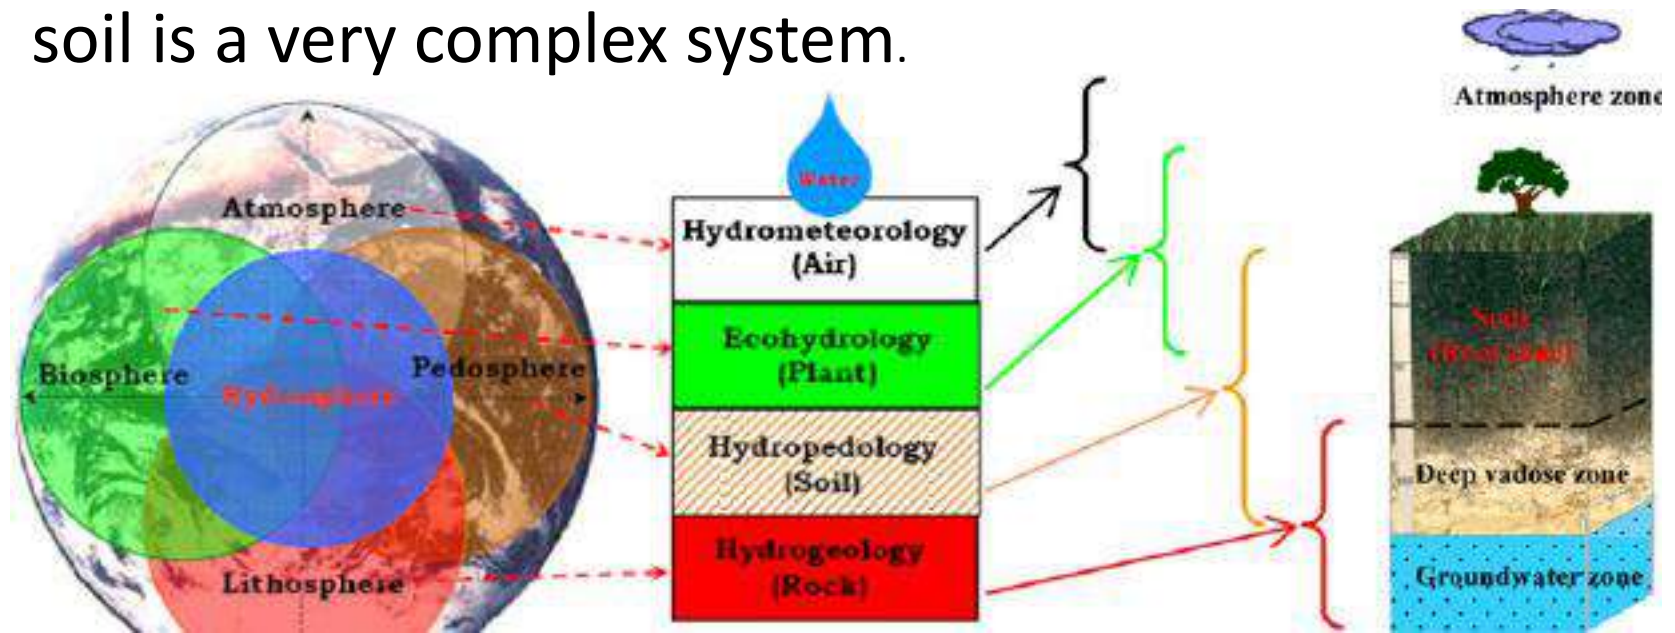 soil is a very complex system.
Atmosphere
Biosphere
Pedosphere
Hydrosphere
Lithosphere
Water
Hydrometeorology
(Air)
Ecohydrology
(Plant)
Hydropedology
(Soil)
Hydrogeology
(Rock)
Atmosphere zone
Deep vadose zone
Groundwater zone